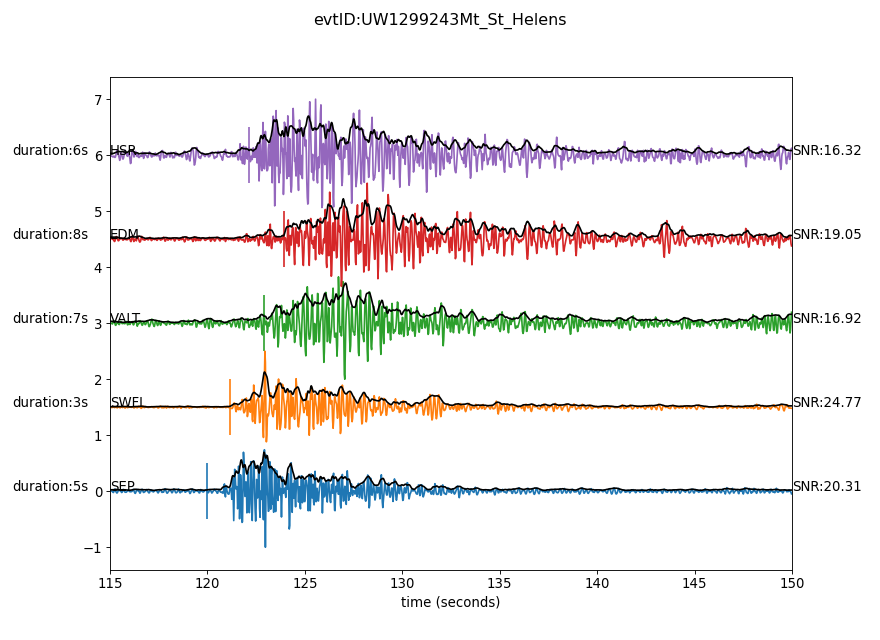 evtID:UW1299243Mt_St_Helens
7
duration:6s HSR 6 SNR:16.32
5
duration:8s EDM SNR:19.05
4
duration:7s VALT 3 SNR:16.92
2
duration:3s SWFL SNR:24.77
1
duration:5s SEP 0 SNR:20.31
−1
115 120 125 130 135 140 145 150
time (seconds)